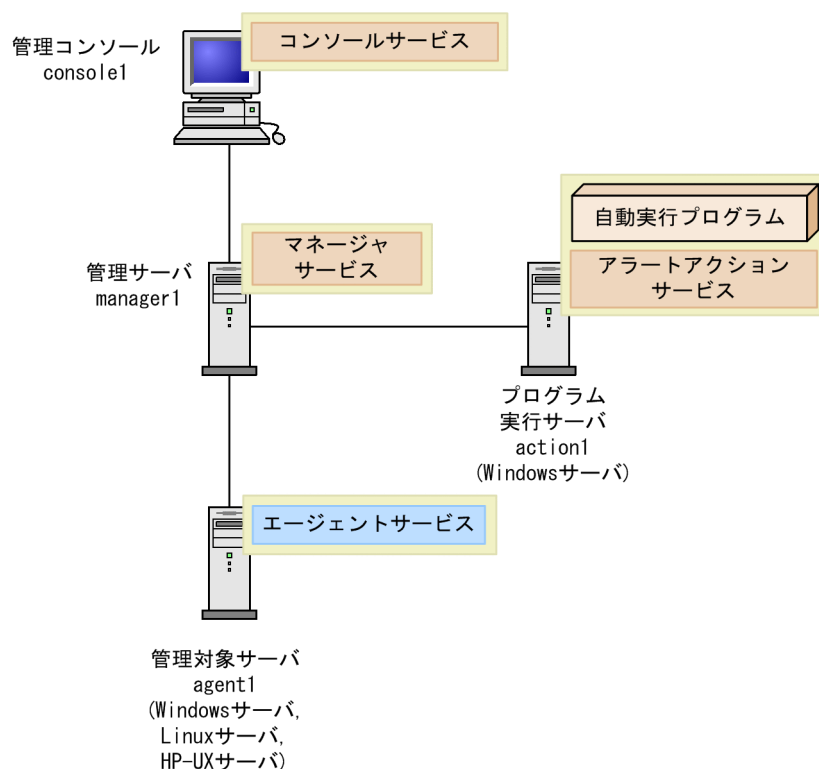 コンソールサービス
管理コンソール
console1
自動実行プログラム
マネージャ
サービス
アラートアクション
サービス
管理サーバ
manager1
プログラム
実行サーバ
action1
(Windowsサーバ)
エージェントサービス
管理対象サーバ
agent1
(Windowsサーバ,
Linuxサーバ,
HP-UXサーバ)